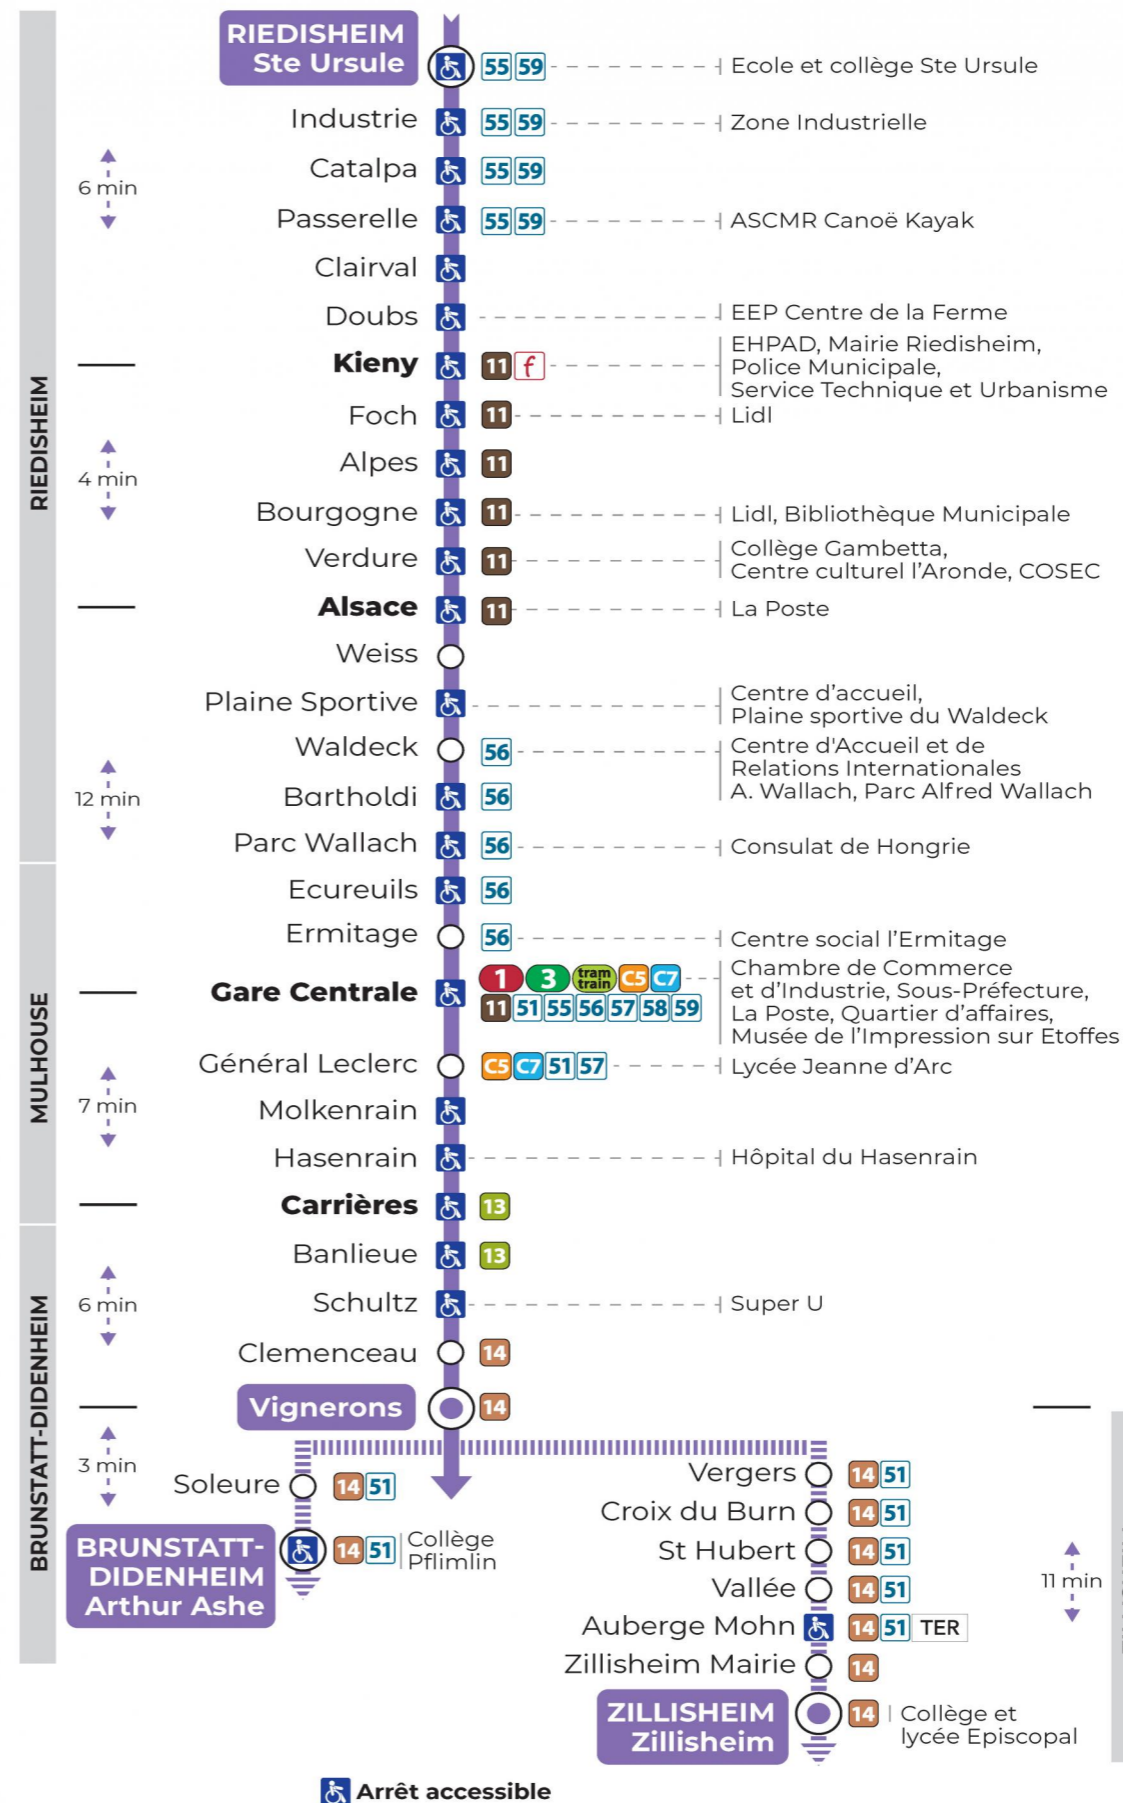 RIEDISHEIM
Ste Ursule
55 59
Ecole et collège Ste Ursule
Industrie
55 59
Zone Industrielle
Catalpa
55 59
6 min
Passerelle
55 59
ASCMR Canoë Kayak
Clairval
Doubs
EEP Centre de la Ferme
Kieny
11 f
EHPAD, Mairie Riedisheim,
Police Municipale,
Service Technique et Urbanisme
RIEDISHEIM
Foch
11
Lidl
Alpes
11
4 min
Bourgogne
11
Lidl, Bibliothèque Municipale
Verdure
11
Collège Gambetta,
Centre culturel l'Aronde, COSEC
Alsace
11
La Poste
Weiss
Plaine Sportive
Centre d'accueil,
Plaine sportive du Waldeck
Waldeck
56
Centre d'Accueil et de
Relations Internationales
A. Wallach, Parc Alfred Wallach
12 min
Bartholdi
56
Parc Wallach
56
Consulat de Hongrie
Ecureuils
56
Ermitage
56
Centre social l'Ermitage
MULHOUSE
Gare Centrale
1 3 tram train C5 C7
11 51 55 56 57 58 59
Chambre de Commerce
et d'Industrie, Sous-Préfecture,
La Poste, Quartier d'affaires,
Musée de l'Impression sur Etoffes
Général Leclerc
C5 C7 51 57
Lycée Jeanne d'Arc
7 min
Molkenrain
Hasenrain
Hôpital du Hasenrain
Carrières
13
BRUNSTATT-DIDENHEIM
Banlieue
13
6 min
Schultz
Super U
Clemenceau
14
Vignerons
14
3 min
Soleure
14 51
BRUNSTATT-
DIDENHEIM
Arthur Ashe
14 51
Collège
Pflimlin
Vergers
14 51
Croix du Burn
14 51
St Hubert
14 51
11 min
Vallée
14 51
Auberge Mohn
14 51 TER
Zillisheim Mairie
14
ZILLISHEIM
Zillisheim
14
Collège et
lycée Episcopal
Arrêt accessible